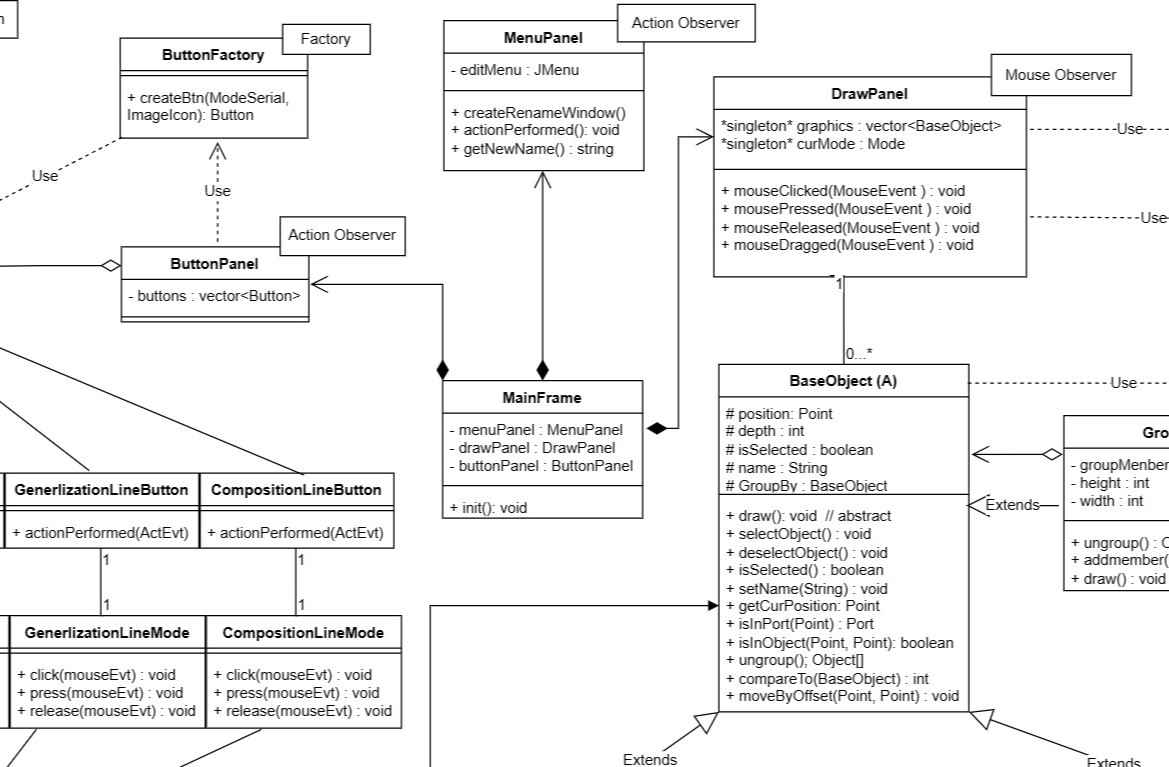 n
Factory
ButtonFactory
+ createBtn(ModeSerial,
ImageIcon): Button
Use
Use
Action Observer
ButtonPanel
- buttons : vector<Button>
Action Observer
MenuPanel
- editMenu : JMenu
+ createRenameWindow()
+ actionPerformed(): void
+ getNewName() : string
Mouse Observer
DrawPanel
*singleton* graphics : vector<BaseObject>
*singleton* curMode : Mode
+ mouseClicked(MouseEvent ) : void
+ mousePressed(MouseEvent ) : void
+ mouseReleased(MouseEvent ) : void
+ mouseDragged(MouseEvent ) : void
Use
Use
1
0...*
MainFrame
- menuPanel : MenuPanel
- drawPanel : DrawPanel
- buttonPanel : ButtonPanel
+ init(): void
BaseObject (A)
# position: Point
# depth : int
# isSelected : boolean
# name : String
# GroupBy : BaseObject
+ draw(): void // abstract
+ selectObject() : void
+ deselectObject() : void
+ isSelected() : boolean
+ setName(String) : void
+ getCurPosition: Point
+ isInPort(Point) : Port
+ isInObject(Point, Point): boolean
+ ungroup(); Object[]
+ compareTo(BaseObject) : int
+ moveByOffset(Point, Point) : void
Use
Extends
Gro
- groupMenber
- height : int
- width : int
+ ungroup() : O
+ addmember(
+ draw() : void
GenerlizationLineButton
+ actionPerformed(ActEvt)
CompositionLineButton
+ actionPerformed(ActEvt)
1
1
1
1
GenerlizationLineMode
+ click(mouseEvt) : void
+ press(mouseEvt) : void
+ release(mouseEvt) : void
CompositionLineMode
+ click(mouseEvt) : void
+ press(mouseEvt) : void
+ release(mouseEvt) : void
Extends
Extends